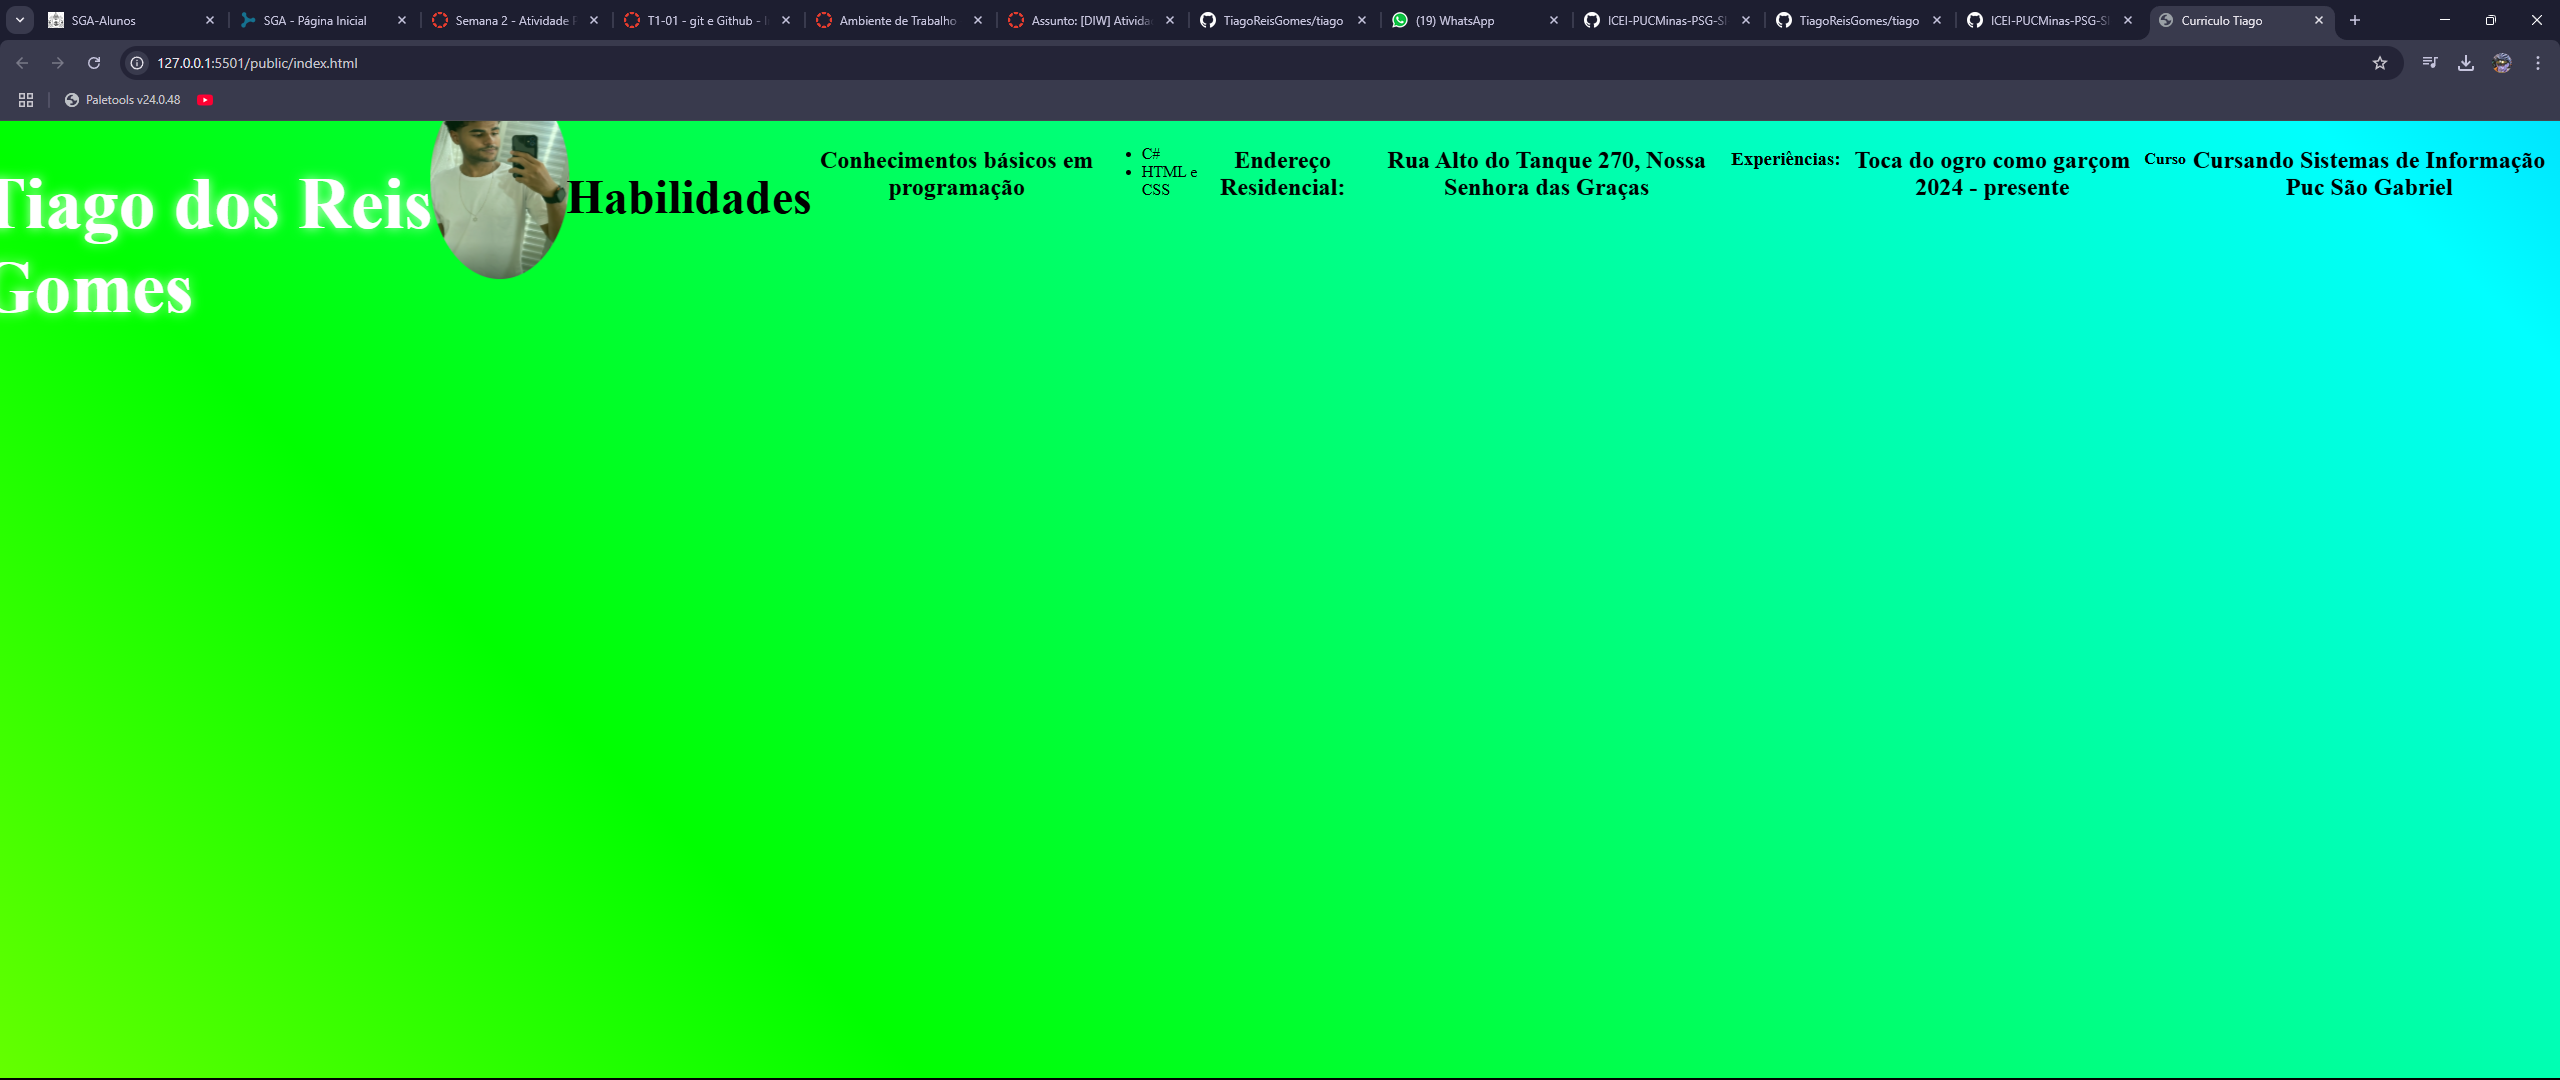 SGA-Alunos
SGA - Página Inicial
Semana 2 - Atividade
T1-01 - git e Github -
Ambiente de Trabalho
Assunto: [DIW] Ativida
TiagoReisGomes/tiago
(19) WhatsApp
ICEI-PUCMinas-PSG-SI
TiagoReisGomes/tiago
ICEI-PUCMinas-PSG-SI
Curriculo Tiago
127.0.0.1:5501/public/index.html
Paletools v24.0.48
Tiago dos Reis
Gomes
Habilidades
Conhecimentos básicos em
programação
C#
HTML e
CSS
Endereço
Residencial:
Rua Alto do Tanque 270, Nossa
Senhora das Graças
Experiências:
Toca do ogro como garçom
2024 - presente
Curso
Cursando Sistemas de Informação
Puc São Gabriel